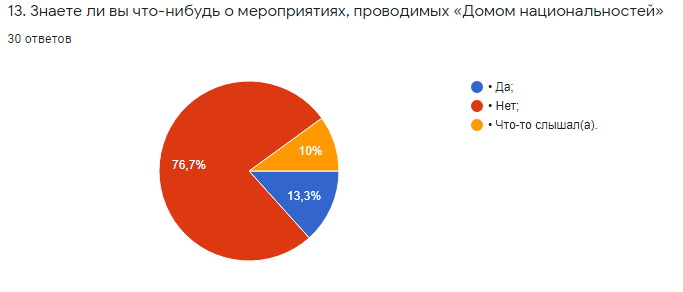 13. Знаете ли вы что-нибудь о мероприятиях, проводимых «Домом национальностей»
30 ответов
• Да;
• Нет;
• Что-то слышал(а).
10%
76,7%
13,3%